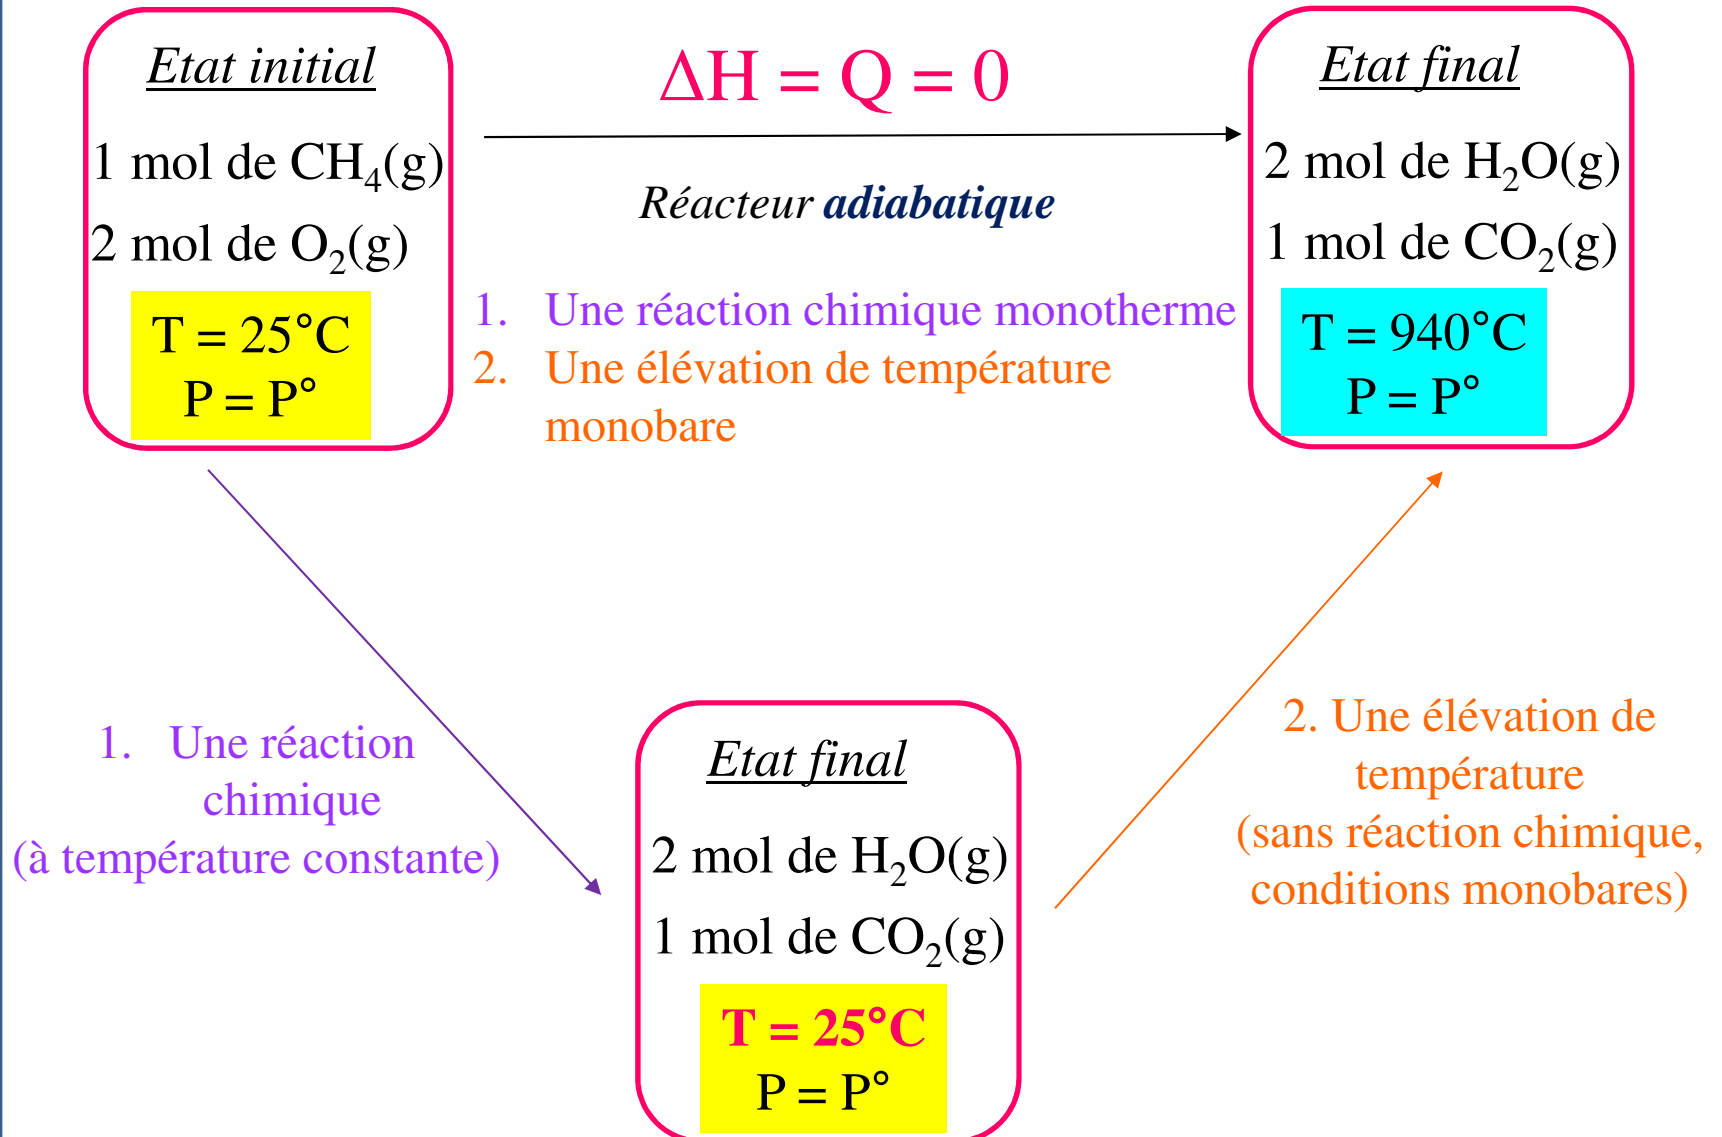 Etat initial
1 mol de CH₄(g)
2 mol de O₂(g)
T = 25°C
P = P°
ΔH = Q = 0
Réacteur adiabatique
1. Une réaction chimique monotherme
2. Une élévation de température
monobare
Etat final
2 mol de H₂O(g)
1 mol de CO₂(g)
T = 940°C
P = P°
1. Une réaction
chimique
(à température constante)
Etat final
2 mol de H₂O(g)
1 mol de CO₂(g)
T = 25°C
P = P°
2. Une élévation de
température
(sans réaction chimique,
conditions monobares)